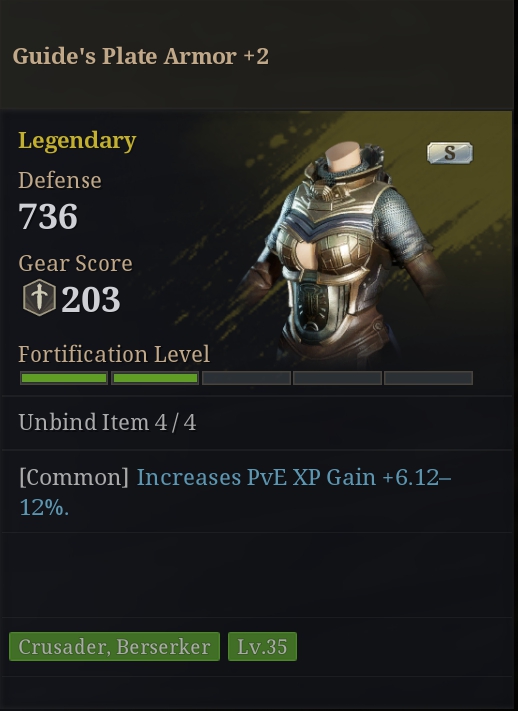 Guide's Plate Armor +2
Legendary
S
Defense
736
Gear Score
203
Fortification Level
Unbind Item 4 / 4
[Common] Increases PvE XP Gain +6.12–
12%.
Crusader, Berserker Lv.35